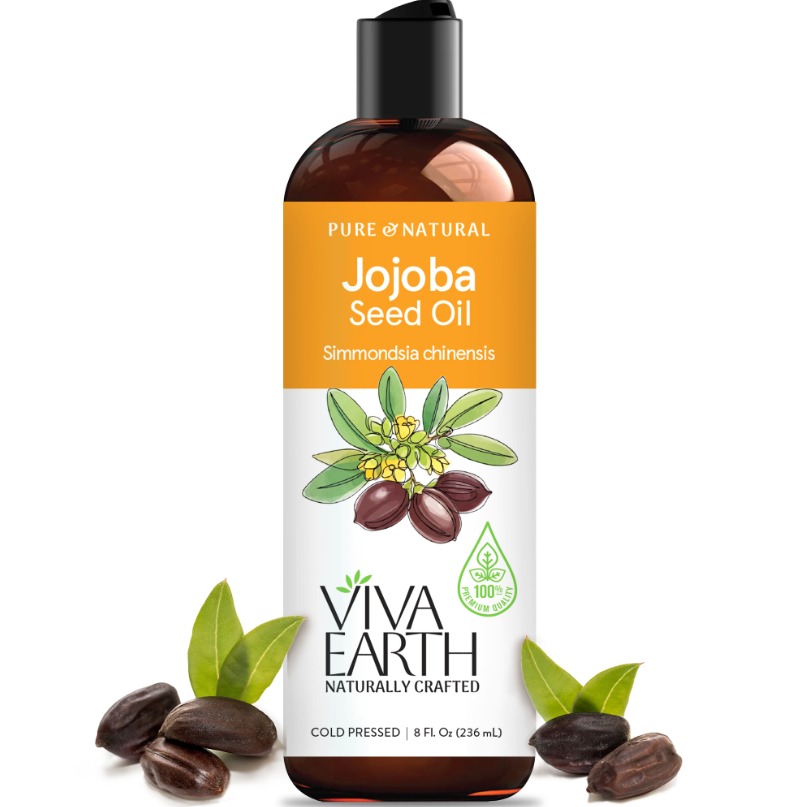 PURE & NATURAL
Jojoba
Seed Oil
Simmondsia chinensis
100%
PREMIUM QUALITY
VIVA
EARTH
NATURALLY CRAFTED
COLD PRESSED | 8 Fl. Oz (236 mL)